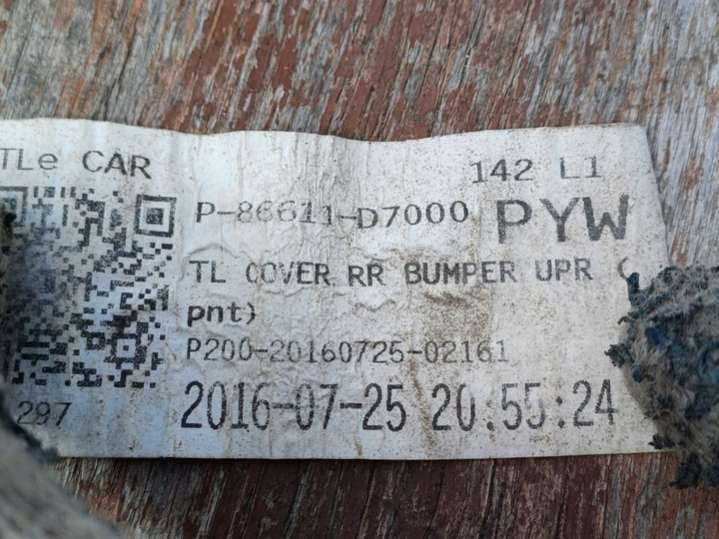 TLe CAR
142 L1
P-86611-D7000
PYW
TL COVER RR BUMPER UPR (
pnt)
P200-20160725-02161
297
2016-07-25 20:55:24